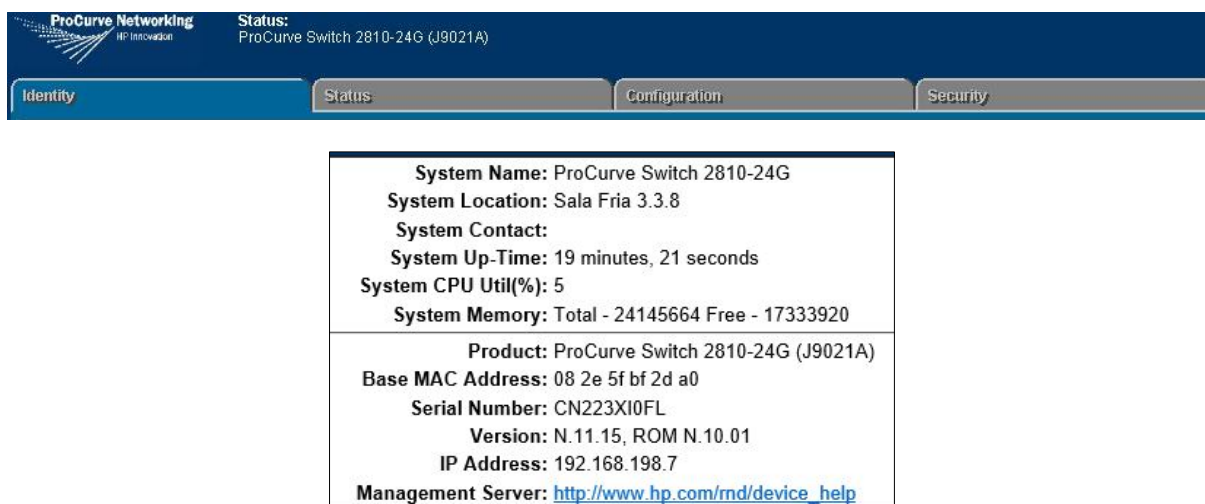 ProCurve Networking
HP Innovation
Status:
ProCurve Switch 2810-24G (J9021A)
Identity
Status
Configuration
Security
System Name: ProCurve Switch 2810-24G
System Location: Sala Fria 3.3.8
System Contact:
System Up-Time: 19 minutes, 21 seconds
System CPU Util(%): 5
System Memory: Total - 24145664 Free - 17333920
Product: ProCurve Switch 2810-24G (J9021A)
Base MAC Address: 08 2e 5f bf 2d a0
Serial Number: CN223XI0FL
Version: N.11.15, ROM N.10.01
IP Address: 192.168.198.7
Management Server: http://www.hp.com/rnd/device_help